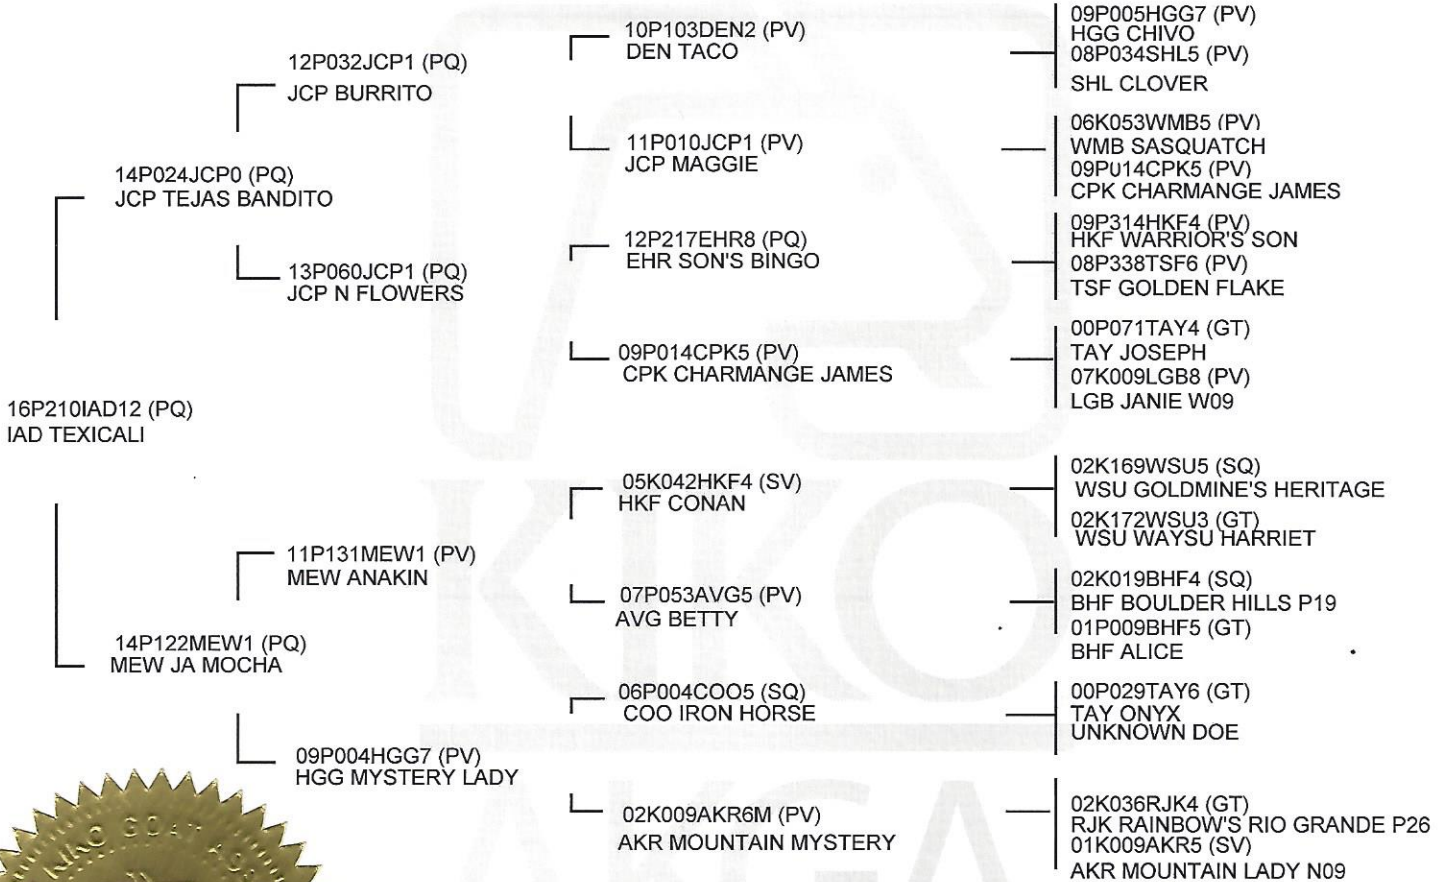 12P032JCP1 (PQ)
JCP BURRITO
14P024JCP0 (PQ)
JCP TEJAS BANDITO
13P060JCP1 (PQ)
JCP N FLOWERS
16P210IAD12 (PQ)
IAD TEXICALI
11P131MEW1 (PV)
MEW ANAKIN
14P122MEW1 (PQ)
MEW JA MOCHA
09P004HGG7 (PV)
HGG MYSTERY LADY
10P103DEN2 (PV)
DEN TACO
11P010JCP1 (PV)
JCP MAGGIE
12P217EHR8 (PQ)
EHR SON'S BINGO
09P014CPK5 (PV)
CPK CHARMANGE JAMES
05K042HKF4 (SV)
HKF CONAN
07P053AVG5 (PV)
AVG BETTY
06P004COO5 (SQ)
COO IRON HORSE
02K009AKR6M (PV)
AKR MOUNTAIN MYSTERY
09P005HGG7 (PV)
HGG CHIVO
08P034SHL5 (PV)
SHL CLOVER
06K053WMB5 (PV)
WMB SASQUATCH
09P014CPK5 (PV)
CPK CHARMANGE JAMES
09P314HKF4 (PV)
HKF WARRIOR'S SON
08P338TSF6 (PV)
TSF GOLDEN FLAKE
00P071TAY4 (GT)
TAY JOSEPH
07K009LGB8 (PV)
LGB JANIE W09
02K169WSU5 (SQ)
WSU GOLDMINE'S HERITAGE
02K172WSU3 (GT)
WSU WAYSU HARRIET
02K019BHF4 (SQ)
BHF BOULDER HILLS P19
01P009BHF5 (GT)
BHF ALICE
00P029TAY6 (GT)
TAY ONYX
UNKNOWN DOE
02K036RJK4 (GT)
RJK RAINBOW'S RIO GRANDE P26
01K009AKR5 (SV)
AKR MOUNTAIN LADY N09
KIKO
AKGA
KIKO GOAT